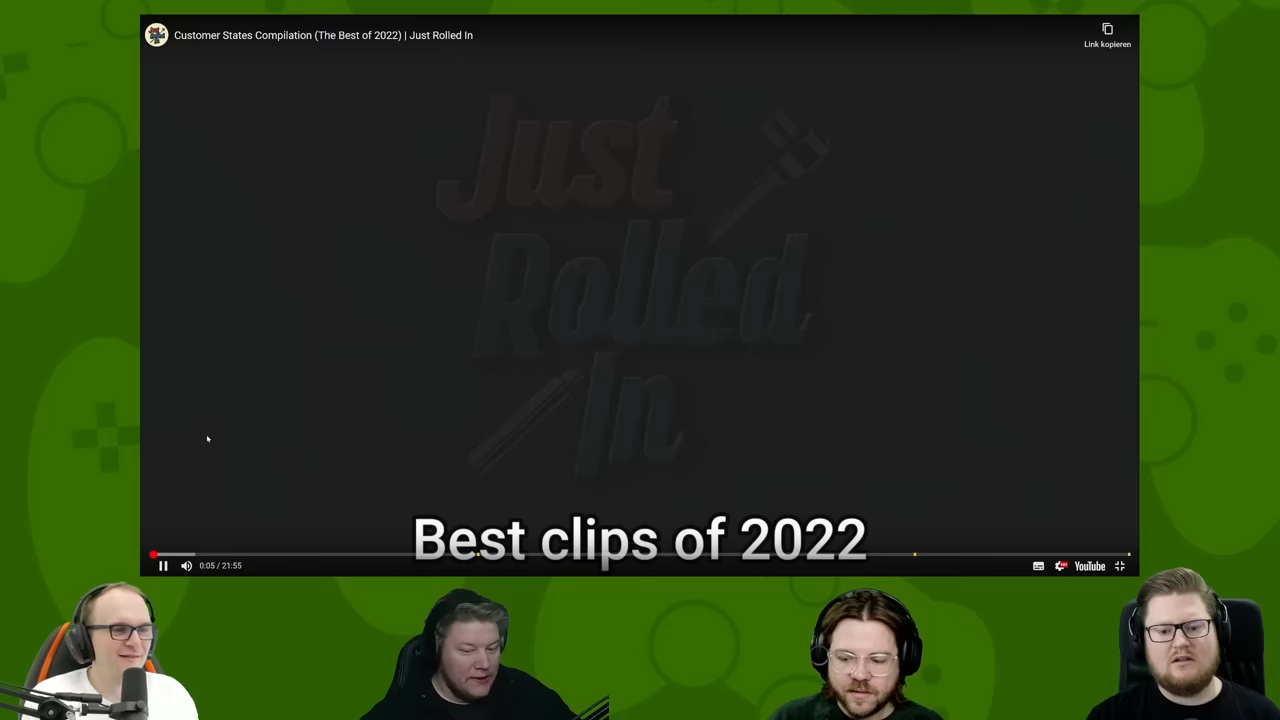 Customer States Compilation (The Best of 2022) | Just Rolled In
Link kopieren
Just
Rolled
In
Best clips of 2022
0:05 / 21:55
YouTube